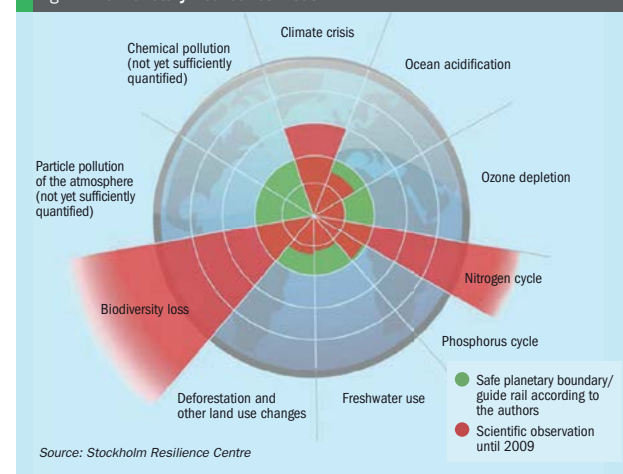 Climate crisis
Chemical pollution
(not yet sufficiently
quantified)
Ocean acidification
Particle pollution
of the atmosphere
(not yet sufficiently
quantified)
Ozone depletion
Nitrogen cycle
Biodiversity loss
Phosphorus cycle
Deforestation and
other land use changes
Freshwater use
Safe planetary boundary/
guide rail according to
the authors
Scientific observation
until 2009
Source: Stockholm Resilience Centre